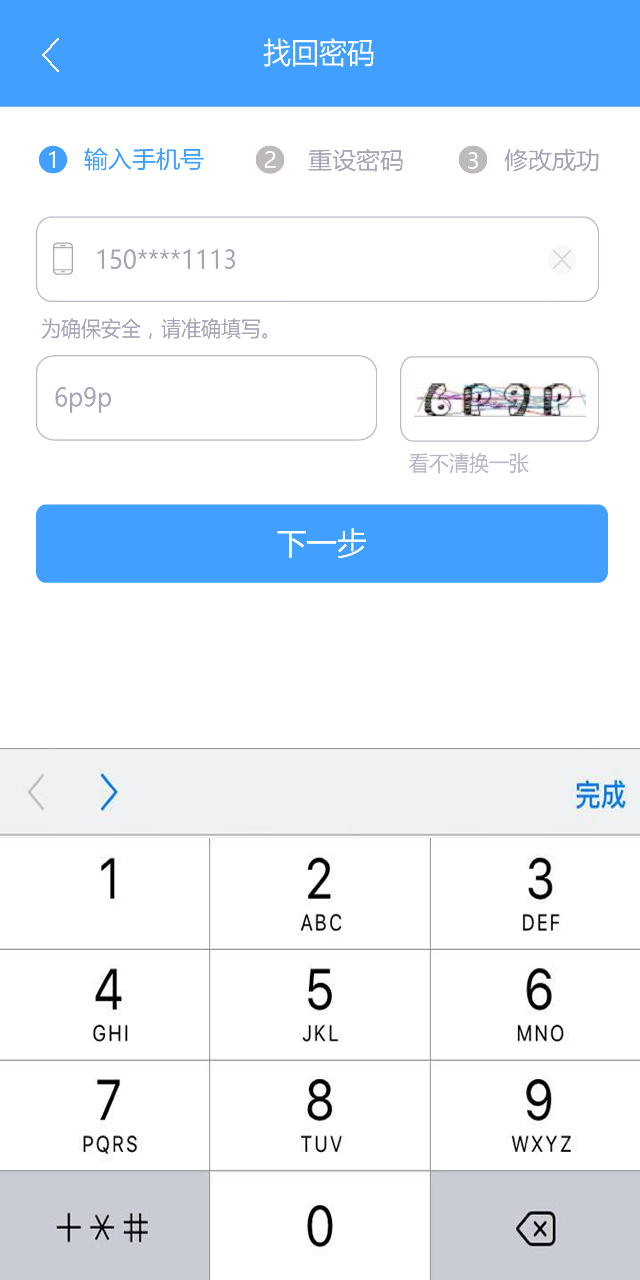 找回密码
1 输入手机号 2 重设密码 3 修改成功
150****1113
为确保安全，请准确填写。
6p9p 6P9P
看不清换一张
下一步
完成
1 2 3
ABC DEF
4 5 6
GHI JKL MNO
7 8 9
PQRS TUV WXYZ
+*# 0